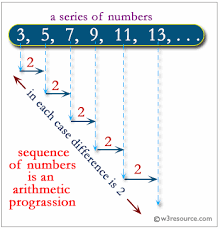 a series of numbers
3, 5, 7, 9, 11, 13, . . .
2
2
2
2
2
in each case difference is 2
sequence
of numbers
is an
arithmetic
prograssion
© w3resource.com